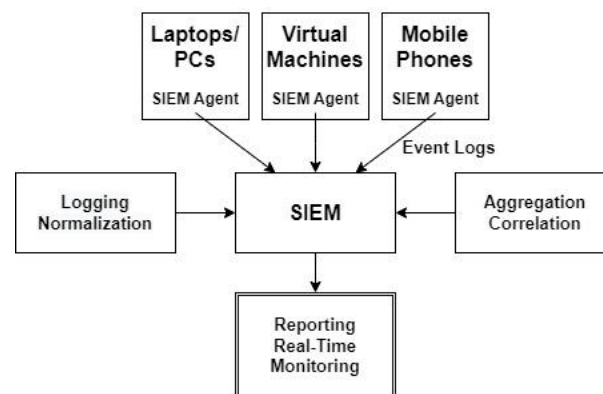 Laptops/
PCs
SIEM Agent
Virtual
Machines
SIEM Agent
Mobile
Phones
SIEM Agent
Event Logs
Logging
Normalization
SIEM
Aggregation
Correlation
Reporting
Real-Time
Monitoring